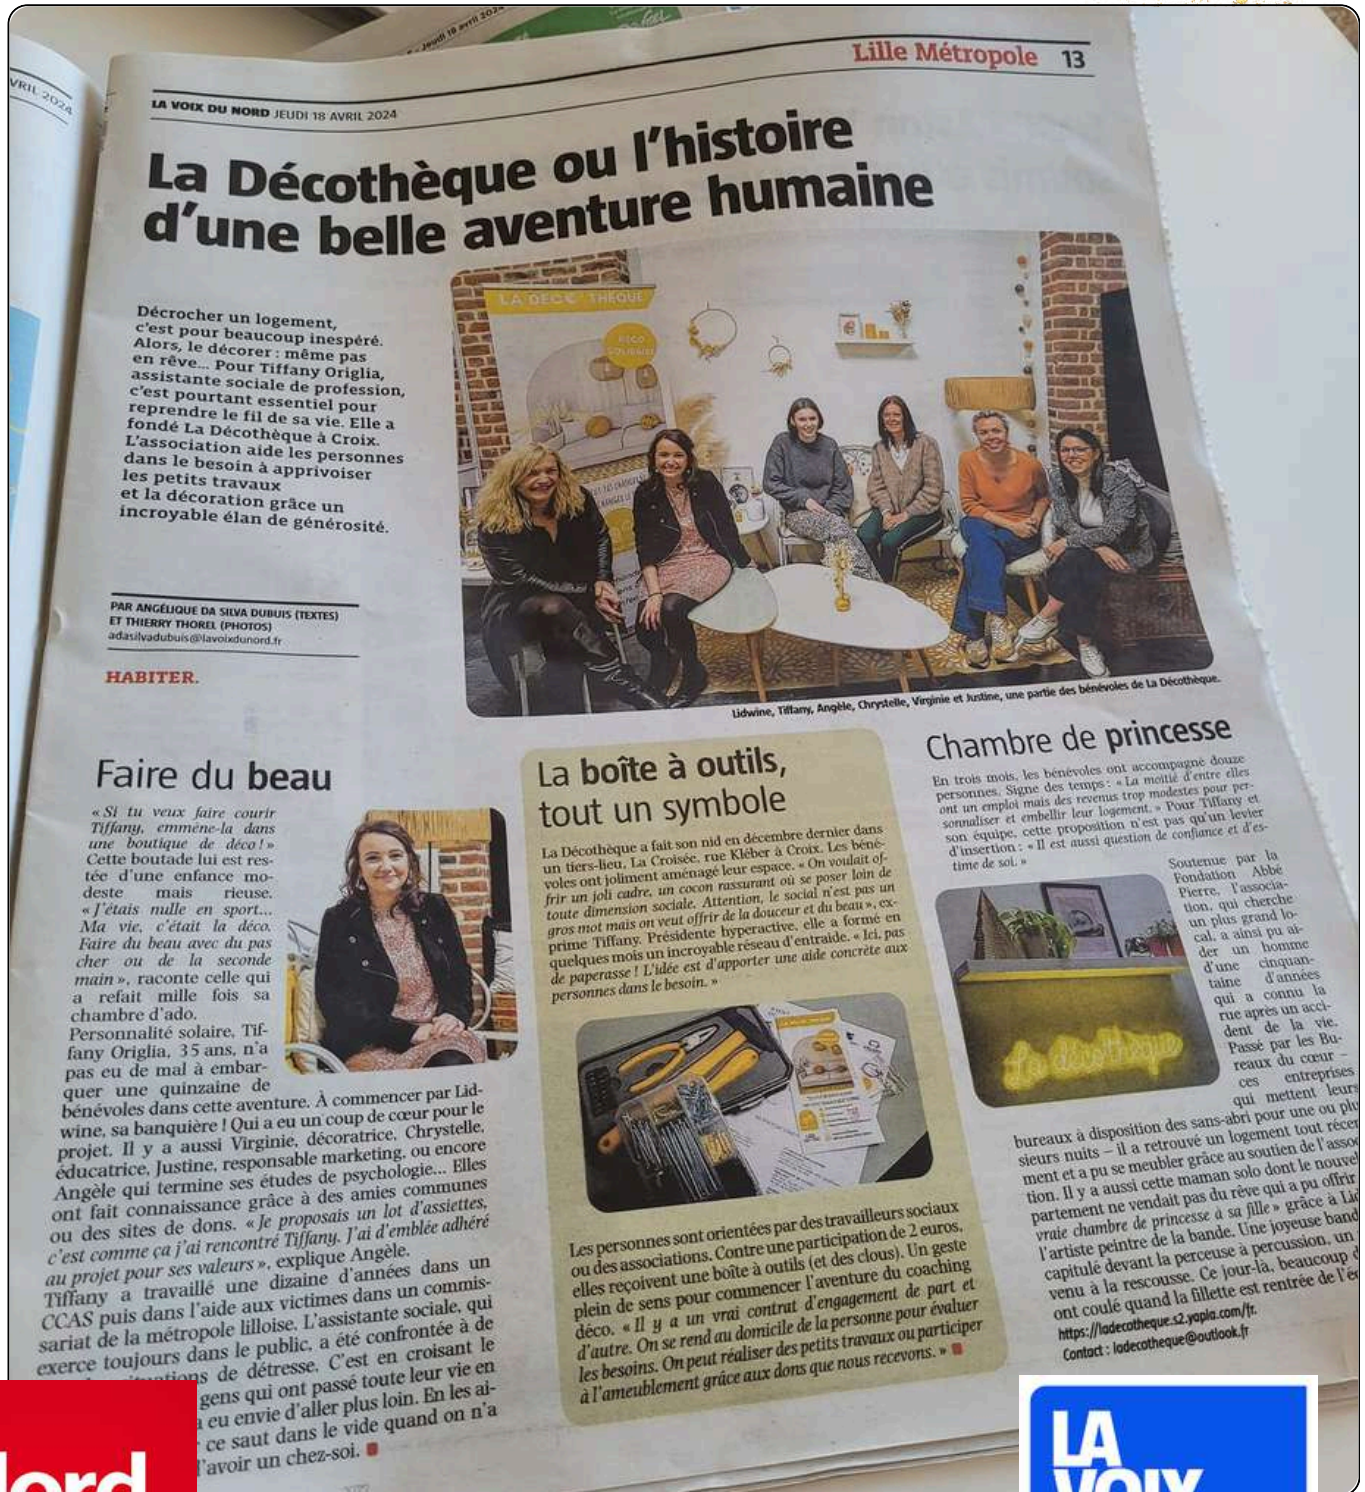 VRIL 2024
Jeudi 18 avril 2024
Lille Métropole 13
LA VOIX DU NORD JEUDI 18 AVRIL 2024
La Décothèque ou l'histoire
d'une belle aventure humaine
Décrocher un logement,
c'est pour beaucoup inespéré.
Alors, le décorer : même pas
en rêve... Pour Tiffany Origlia,
assistante sociale de profession,
c'est pourtant essentiel pour
reprendre le fil de sa vie. Elle a
fondé La Décothèque à Croix.
L'association aide les personnes
dans le besoin à apprivoiser
les petits travaux
et la décoration grâce un
incroyable élan de générosité.
PAR ANGÉLIQUE DA SILVA DUBUIS (TEXTES)
ET THIERRY THOREL (PHOTOS)
adasilvadubuis@lavoixdunord.fr
HABITER.
LA DÉCO'THÈQUE
DÉCO
SOLIDAIRE
Lidwine, Tiffany, Angèle, Chrystelle, Virginie et Justine, une partie des bénévoles de La Décothèque.
Faire du beau
« Si tu veux faire courir
Tiffany, emmène-la dans
une boutique de déco ! »
Cette boutade lui est res-
tée d'une enfance mo-
deste mais rieuse.
« J'étais nulle en sport...
Ma vie, c'était la déco.
Faire du beau avec du pas
cher ou de la seconde
main », raconte celle qui
a refait mille fois sa
chambre d'ado.
Personnalité solaire, Tif-
fany Origlia, 35 ans, n'a
pas eu de mal à embar-
quer une quinzaine de
bénévoles dans cette aventure. À commencer par Lid-
wine, sa banquière ! Qui a eu un coup de cœur pour le
projet. Il y a aussi Virginie, décoratrice, Chrystelle,
éducatrice, Justine, responsable marketing, ou encore
Angèle qui termine ses études de psychologie... Elles
ont fait connaissance grâce à des amies communes
ou des sites de dons. « Je proposais un lot d'assiettes,
c'est comme ça j'ai rencontré Tiffany. J'ai d'emblée adhéré
au projet pour ses valeurs », explique Angèle.
Tiffany a travaillé une dizaine d'années dans un
CCAS puis dans l'aide aux victimes dans un commis-
sariat de la métropole lilloise. L'assistante sociale, qui
exerce toujours dans le public, a été confrontée à de
tions de détresse. C'est en croisant le
gens qui ont passé toute leur vie en
a eu envie d'aller plus loin. En les ai-
ce saut dans le vide quand on n'a
l'avoir un chez-soi.
La boîte à outils,
tout un symbole
La Décothèque a fait son nid en décembre dernier dans
un tiers-lieu, La Croisée, rue Kléber à Croix. Les béné-
voles ont joliment aménagé leur espace. « On voulait of-
frir un joli cadre, un cocon rassurant où se poser loin de
toute dimension sociale. Attention, le social n'est pas un
gros mot mais on veut offrir de la douceur et du beau », ex-
prime Tiffany. Présidente hyperactive, elle a formé en
quelques mois un incroyable réseau d'entraide. « Ici, pas
de paperasse ! L'idée est d'apporter une aide concrète aux
personnes dans le besoin. »
Les personnes sont orientées par des travailleurs sociaux
ou des associations. Contre une participation de 2 euros,
elles reçoivent une boîte à outils (et des clous). Un geste
plein de sens pour commencer l'aventure du coaching
déco. « Il y a un vrai contrat d'engagement de part et
d'autre. On se rend au domicile de la personne pour évaluer
les besoins. On peut réaliser des petits travaux ou participer
à l'ameublement grâce aux dons que nous recevons. »
Chambre de princesse
En trois mois, les bénévoles ont accompagné douze
personnes. Signe des temps : « La moitié d'entre elles
ont un emploi mais des revenus trop modestes pour per-
sonnaliser et embellir leur logement. » Pour Tiffany et
son équipe, cette proposition n'est pas qu'un levier
d'insertion : « Il est aussi question de confiance et d'es-
time de soi. »
Soutenue par la
Fondation Abbé
Pierre, l'associa-
tion, qui cherche
un plus grand lo-
cal, a ainsi pu ai-
der un homme
d'une cinquan-
taine d'années
qui a connu la
rue après un acci-
dent de la vie.
Passé par les Bu-
reaux du cœur –
ces entreprises
qui mettent leurs
La décothèque
bureaux à disposition des sans-abri pour une ou plu
sieurs nuits – il a retrouvé un logement tout récem
ment et a pu se meubler grâce au soutien de l'assoc
tion. Il y a aussi cette maman solo dont le nouvel
partement ne vendait pas du rêve qui a pu offrir
vraie chambre de princesse à sa fille » grâce à Lid
l'artiste peintre de la bande. Une joyeuse band
capitulé devant la perceuse à percussion, un
venu à la rescousse. Ce jour-là, beaucoup d
ont coulé quand la fillette est rentrée de l'éc
https://ladecotheque.s2.yapla.com/fr.
Contact : ladecotheque@outlook.fr
Nord
LA
VOIX